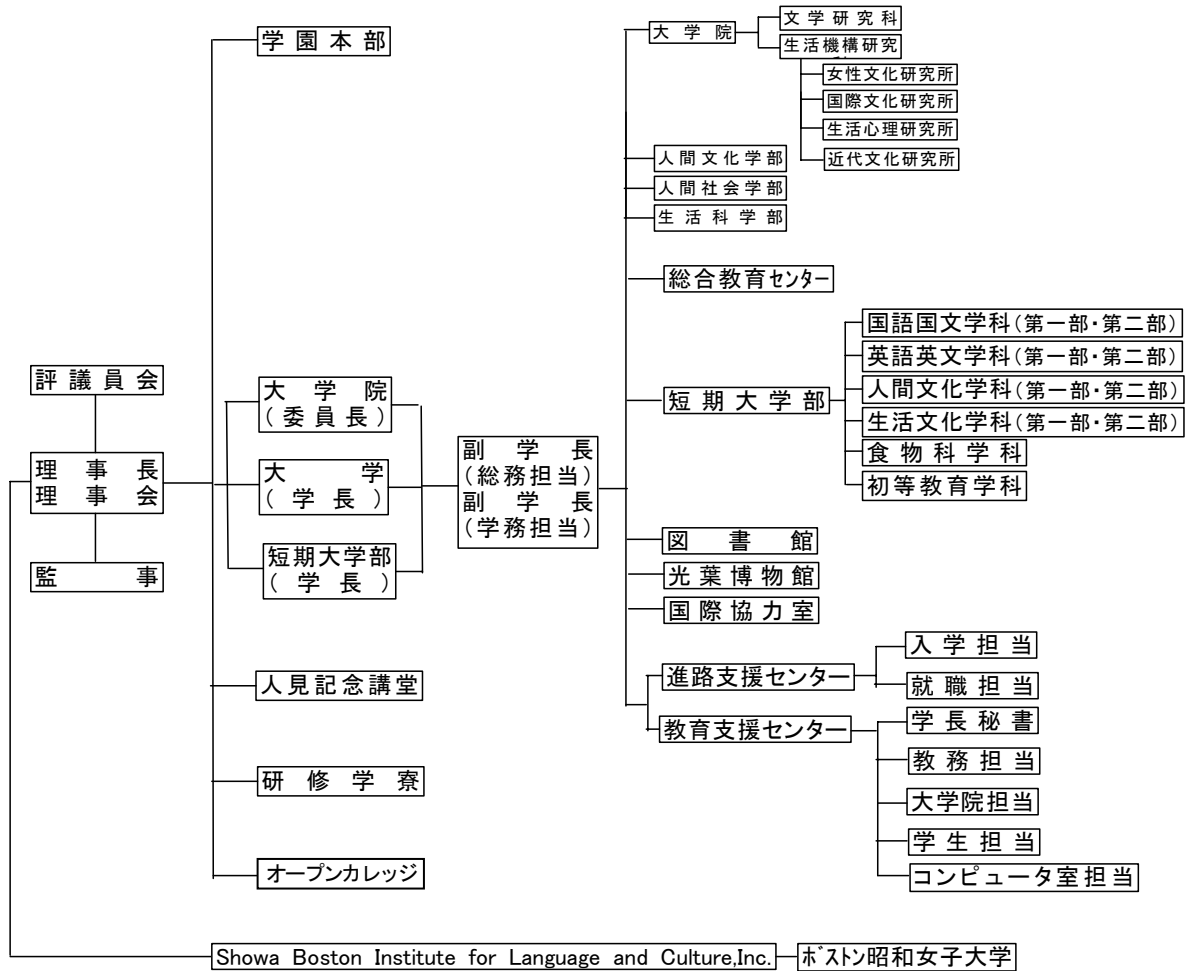 学園本部
大学院
文学研究科
生活機構研究
女性文化研究所
国際文化研究所
生活心理研究所
近代文化研究所
人間文化学部
人間社会学部
生活科学部
総合教育センター
短期大学部
国語国文学科(第一部・第二部)
英語英文学科(第一部・第二部)
人間文化学科(第一部・第二部)
生活文化学科(第一部・第二部)
食物科学科
初等教育学科
評議員会
理事長
理事会
監事
大学院
(委員長)
大学
(学長)
短期大学部
(学長)
副学長
(総務担当)
副学長
(学務担当)
図書館
光葉博物館
国際協力室
進路支援センター
入学担当
就職担当
教育支援センター
学長秘書
教務担当
大学院担当
学生担当
コンピュータ室担当
人見記念講堂
研修学寮
オープンカレッジ
Showa Boston Institute for Language and Culture,Inc.
ボストン昭和女子大学